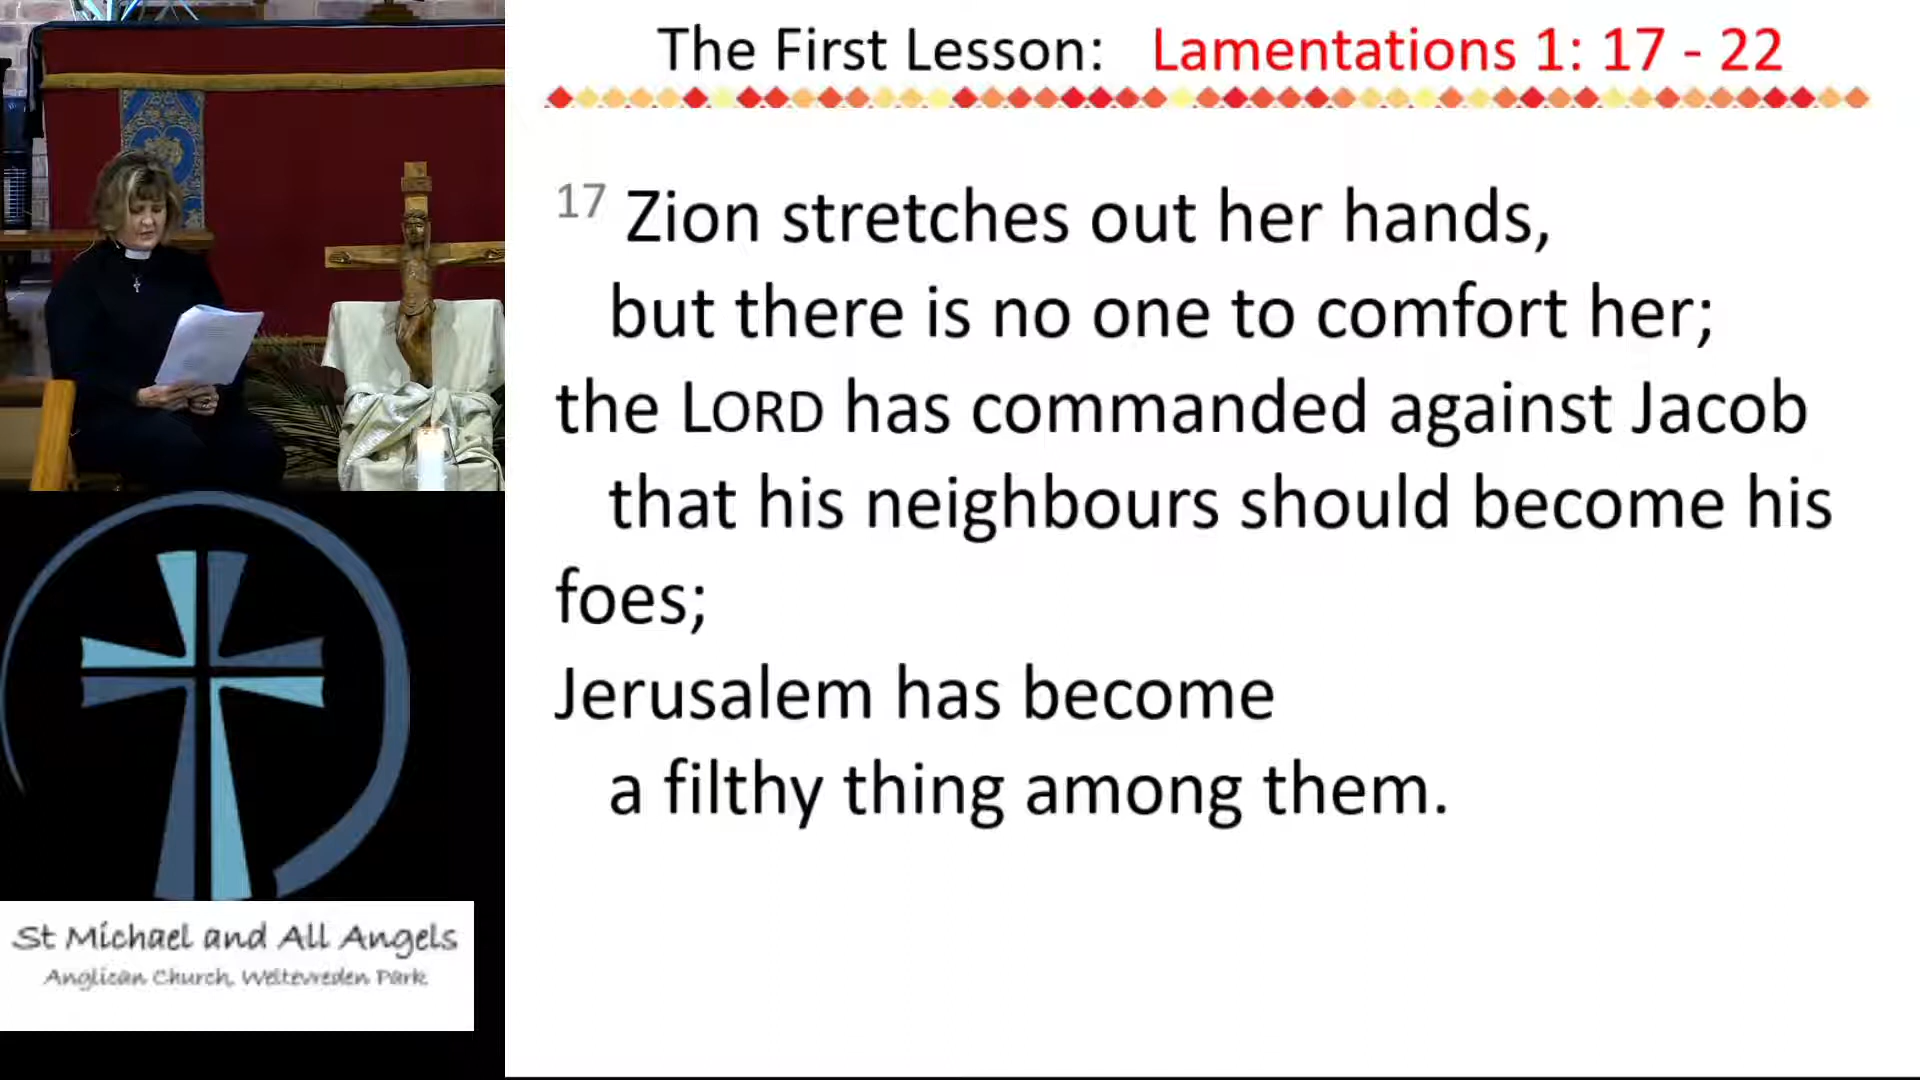 The First Lesson: Lamentations 1: 17 - 22
17 Zion stretches out her hands,
but there is no one to comfort her;
the LORD has commanded against Jacob
that his neighbours should become his
foes;
Jerusalem has become
a filthy thing among them.
St Michael and All Angels
Anglican Church, Weltevreden Park